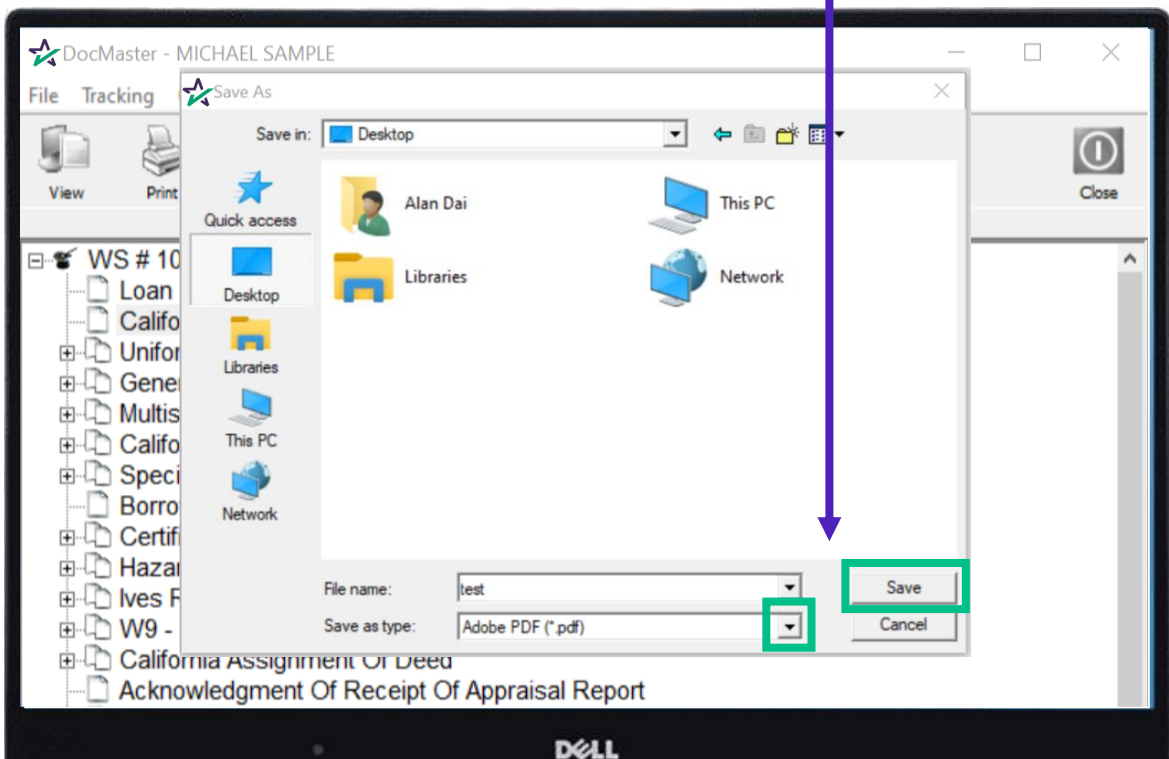 DocMaster - MICHAEL SAMPLE
File Tracking
Save As
Save in: Desktop
View Print Close
Quick access
Desktop
Libraries
This PC
Network
Alan Dai This PC
Libraries Network
WS # 10
Loan
Califo
Unifor
Gener
Multis
Califo
Speci
Borro
Certifi
Hazar
Ives F
W9 -
California Assignment Of Deed
Acknowledgment Of Receipt Of Appraisal Report
File name: test
Save as type: Adobe PDF (*.pdf)
Save
Cancel
DELL